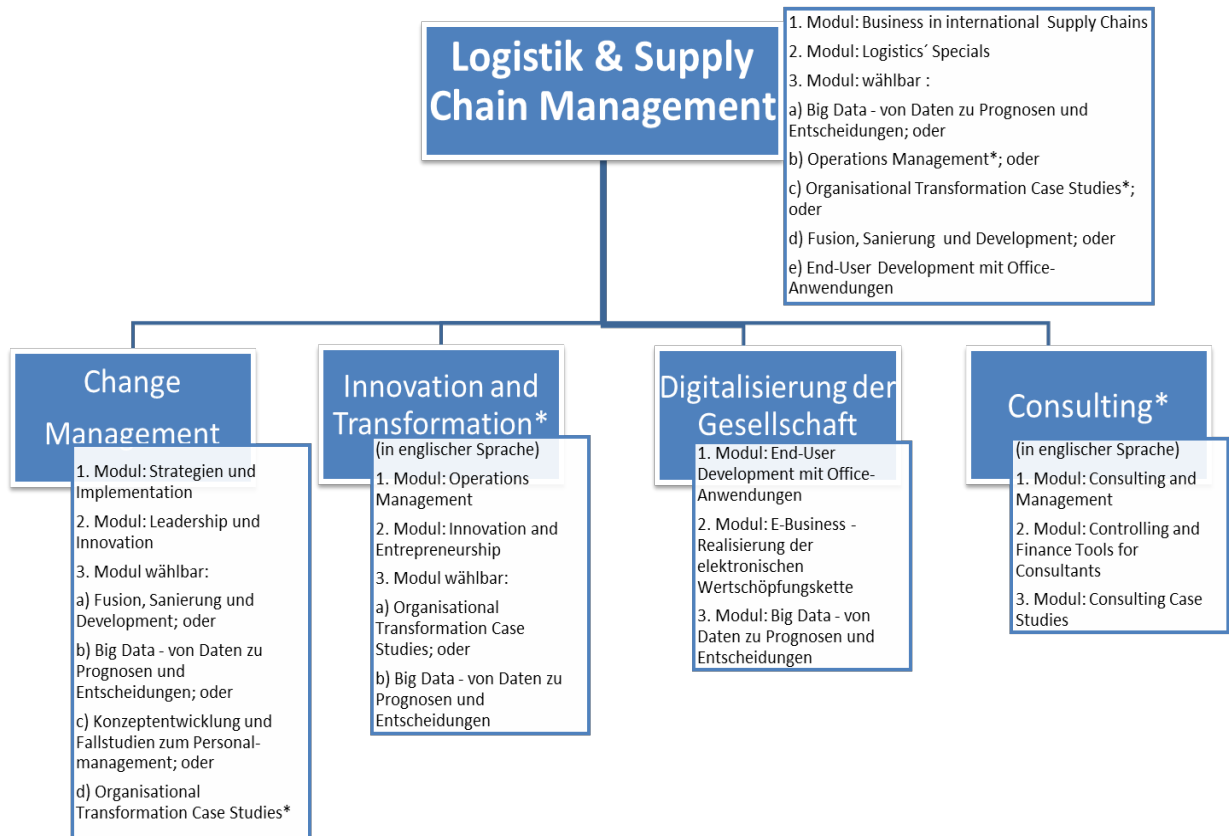 Logistik & Supply
Chain Management
1. Modul: Business in international Supply Chains
2. Modul: Logistics´ Specials
3. Modul: wählbar :
a) Big Data - von Daten zu Prognosen und
Entscheidungen; oder
b) Operations Management*; oder
c) Organisational Transformation Case Studies*;
oder
d) Fusion, Sanierung und Development; oder
e) End-User Development mit Office-
Anwendungen
Change
Management
1. Modul: Strategien und
Implementation
2. Modul: Leadership und
Innovation
3. Modul wählbar:
a) Fusion, Sanierung und
Development; oder
b) Big Data - von Daten zu
Prognosen und
Entscheidungen; oder
c) Konzeptentwicklung und
Fallstudien zum Personal-
management; oder
d) Organisational
Transformation Case Studies*
Innovation and
Transformation*
(in englischer Sprache)
1. Modul: Operations
Management
2. Modul: Innovation and
Entrepreneurship
3. Modul wählbar:
a) Organisational
Transformation Case
Studies; oder
b) Big Data - von Daten zu
Prognosen und
Entscheidungen
Digitalisierung der
Gesellschaft
1. Modul: End-User
Development mit Office-
Anwendungen
2. Modul: E-Business -
Realisierung der
elektronischen
Wertschöpfungskette
3. Modul: Big Data - von
Daten zu Prognosen und
Entscheidungen
Consulting*
(in englischer Sprache)
1. Modul: Consulting and
Management
2. Modul: Controlling and
Finance Tools for
Consultants
3. Modul: Consulting Case
Studies